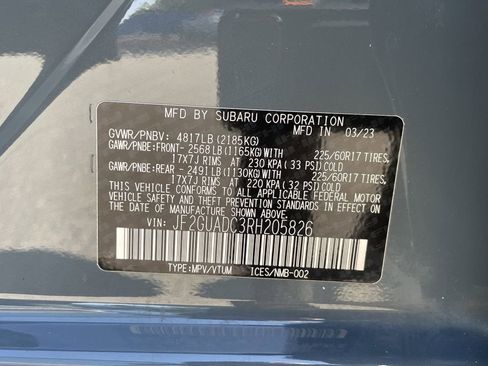 MFD BY SUBARU CORPORATION
GVWR/PNBV: 4817LB (2185KG) IN 03/23
GAWR/PNBE:FRONT- 2568LB(1165KG)WITH 225/60R17 TIRES,
17X7J RIMS AT 230 KPA (33 PSI)COLD
GAWR/PNBE:REAR - 2491LB(1130KG)WITH 225/60R17 TIRES,
17X7J RIMS AT 220 KPA (32 PSI)COLD
THIS VEHICLE CONFORMS TO ALL APPLICABLE FEDERAL MOTOR
VEHICLE SAFETY AND THEFT PREVENTION STANDARDS IN
EFFECT ON THE DATE OF MANUFACTURE SHOWN ABOVE.
VIN: JF2GUADC3RH205826
TYPE:MPV/VTUM ICES/NMB-002